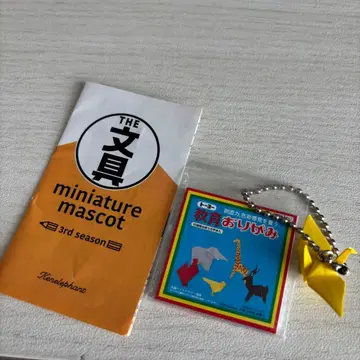 THE
文具
miniature
mascot
3rd season
Kenelephant
トーヨー
教育おりがみ